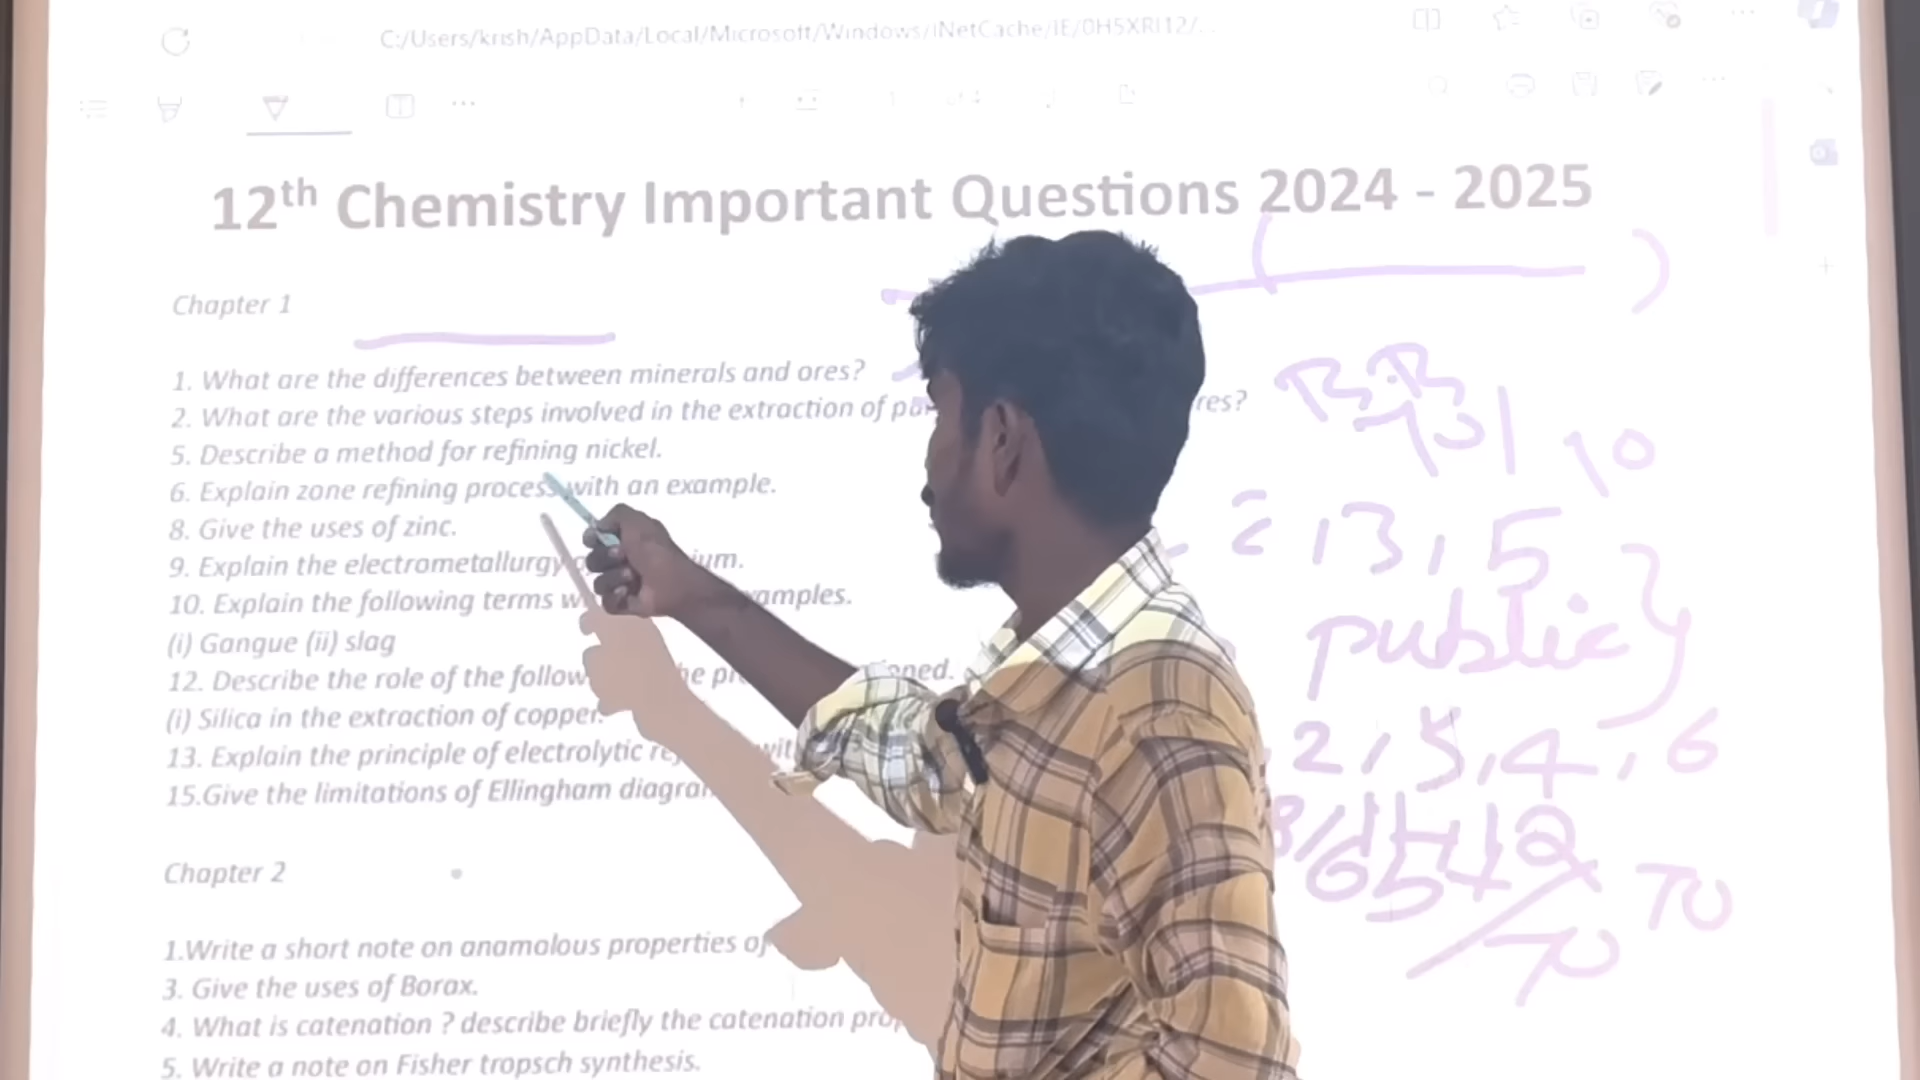 C:/Users/krish/AppData/Local/Microsoft/Windows/INetCache/IE/0H5XRI12/...
12th Chemistry Important Questions 2024 - 2025
Chapter 1
1. What are the differences between minerals and ores?
2. What are the various steps involved in the extraction of res?
5. Describe a method for refining nickel.
6. Explain zone refining process with an example.
8. Give the uses of zinc.
9. Explain the electrometallurgy um.
10. Explain the following terms amples.
(i) Gangue (ii) slag
12. Describe the role of the follow he pr oned.
(i) Silica in the extraction of copper.
13. Explain the principle of electrolytic re wit
15.Give the limitations of Ellingham diagra
Chapter 2
1.Write a short note on anamolous properties of
3. Give the uses of Borax.
4. What is catenation ? describe briefly the catenation pro
5. Write a note on Fisher tropsch synthesis.
B.B
10
2, 3, 5
public
2, 5, 4, 6
70
70